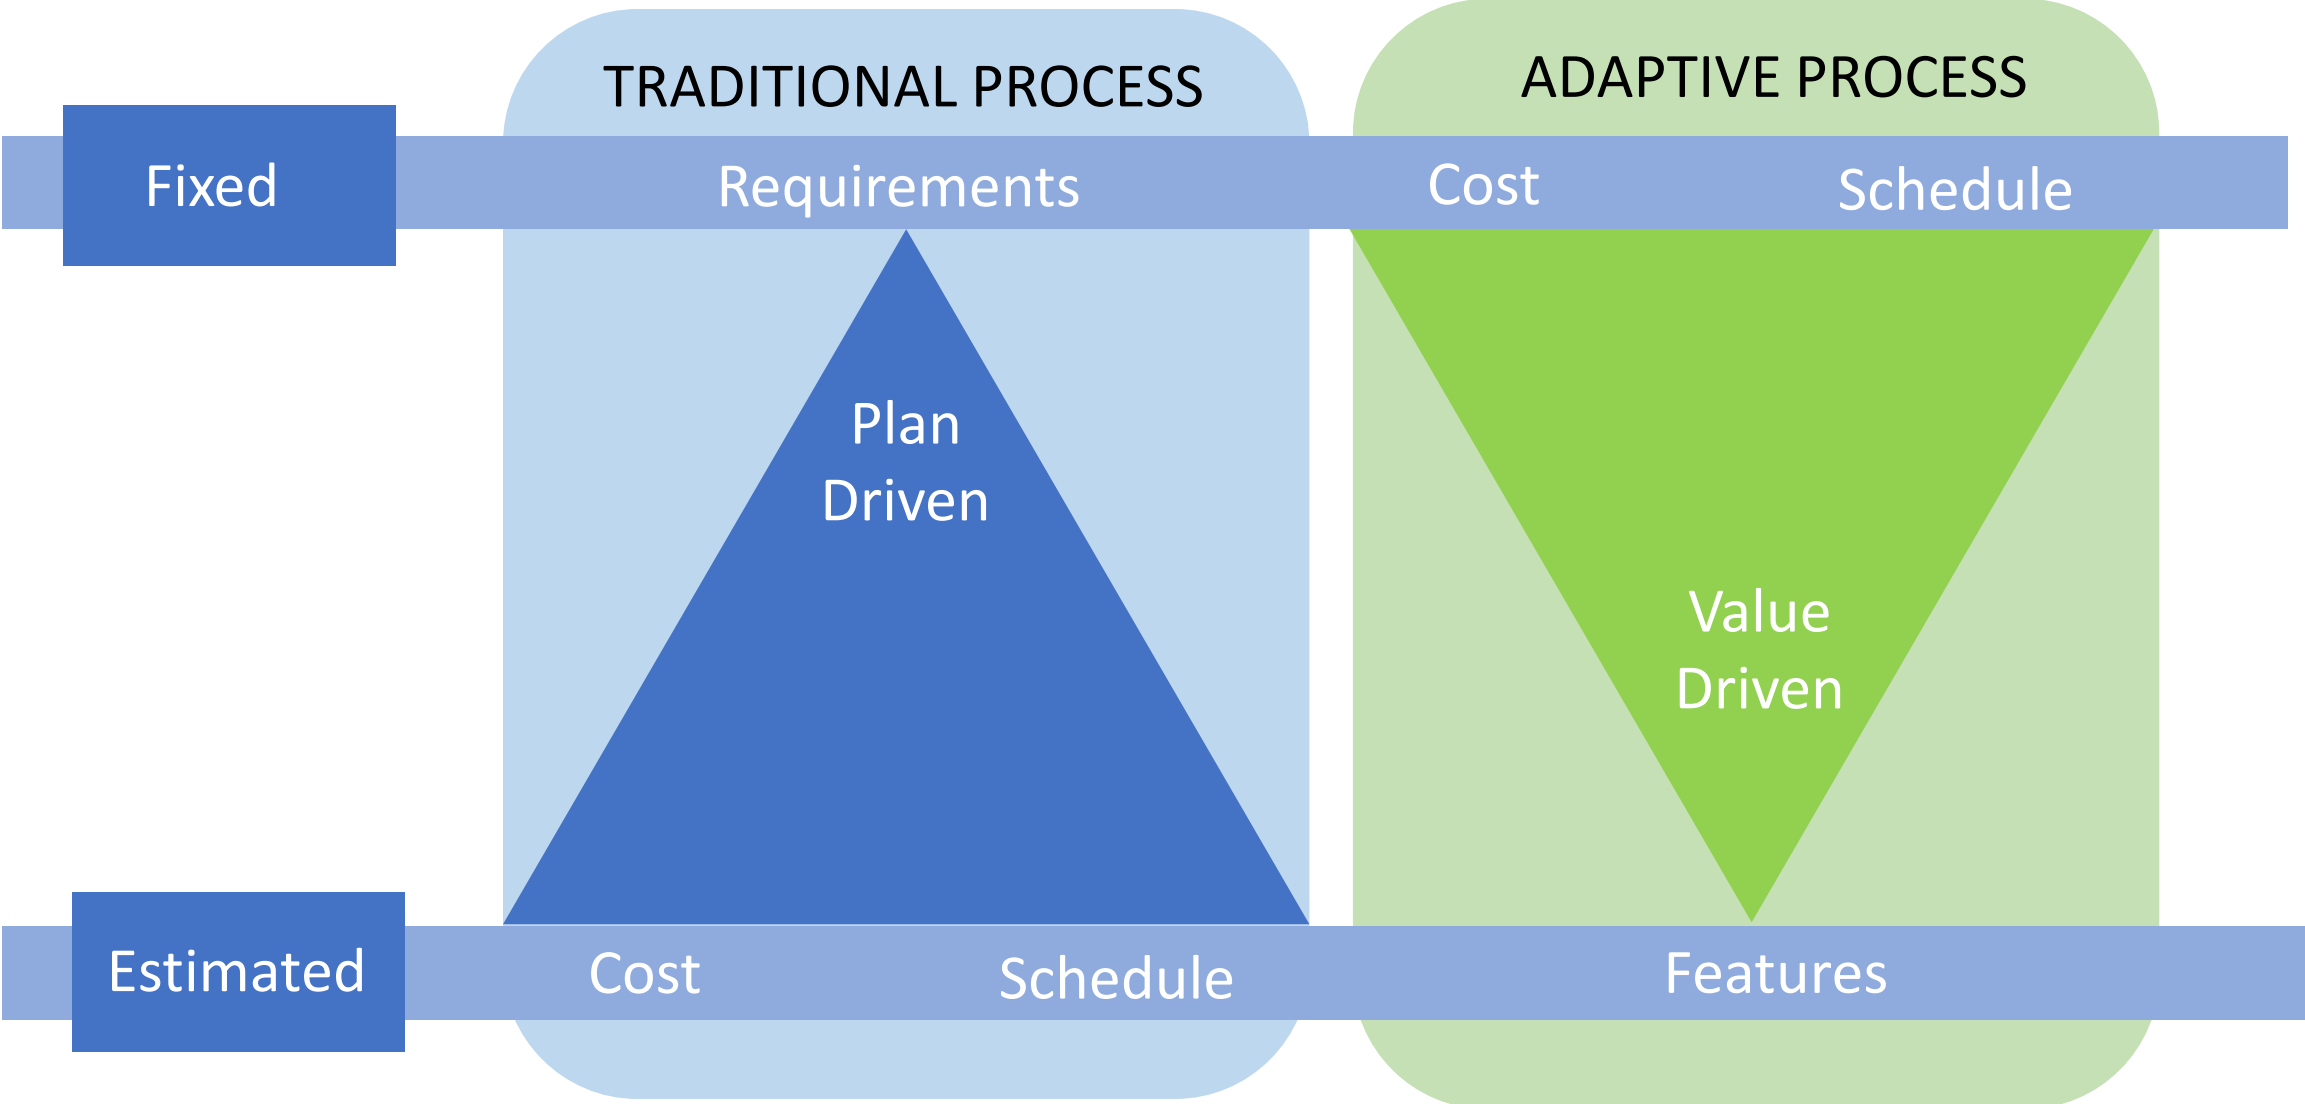 TRADITIONAL PROCESS
ADAPTIVE PROCESS
Fixed
Requirements
Cost
Schedule
Plan
Driven
Value
Driven
Estimated
Cost
Schedule
Features